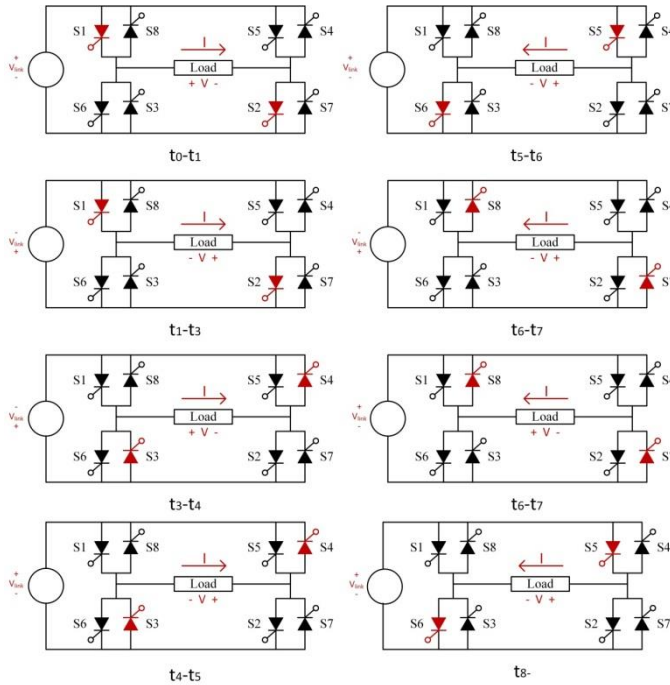 S1 S8 I S5 S4
+ Vlink - Load
S6 S3 + V - S2 S7
t0-t1
S1 S8 I S5 S4
+ Vlink - Load
S6 S3 - V + S2
t5-t6
S1 S8 I S5 S4
- Vlink + Load
S6 S3 - V + S2 S7
t1-t3
S1 S8 I S5 S4
- Vlink + Load
S6 S3 - V + S2
t6-t7
S1 S8 I S5 S4
- Vlink + Load
S6 S3 + V - S2 S7
t3-t4
S1 S8 I S5 S4
+ Vlink - Load
S6 S3 + V - S2
t6-t7
S1 S8 I S5 S4
+ Vlink - Load
S6 S3 - V + S2 S7
t4-t5
S1 S8 I S5 S4
+ Vlink - Load
S6 S3 - V + S2 S7
t8-